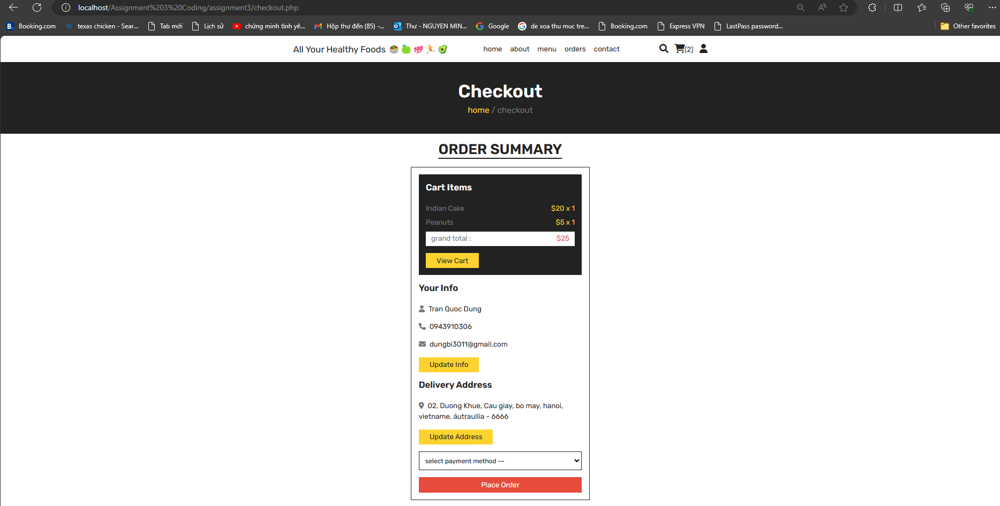 localhost/Assignment%203%20Coding/assignment3/checkout.php
Booking.com texas chicken - Sear... Tab mới Lịch sử chứng minh tình yê... Hộp thư đến (85) -... Thư - NGUYEN MIN... Google de xoa thu muc tre... Booking.com Express VPN LastPass password... Other favorites
All Your Healthy Foods 🥗🍏💯🏃🥑 home about menu orders contact (2)
Checkout
home / checkout
ORDER SUMMARY
Cart Items
Indian Cake $20 x 1
Peanuts $5 x 1
grand total : $25
View Cart
Your Info
Tran Quoc Dung
0943910306
dungbi3011@gmail.com
Update Info
Delivery Address
02, Duong Khue, Cau giay, bo may, hanoi,
vietname, áutraullia - 6666
Update Address
select payment method --
Place Order